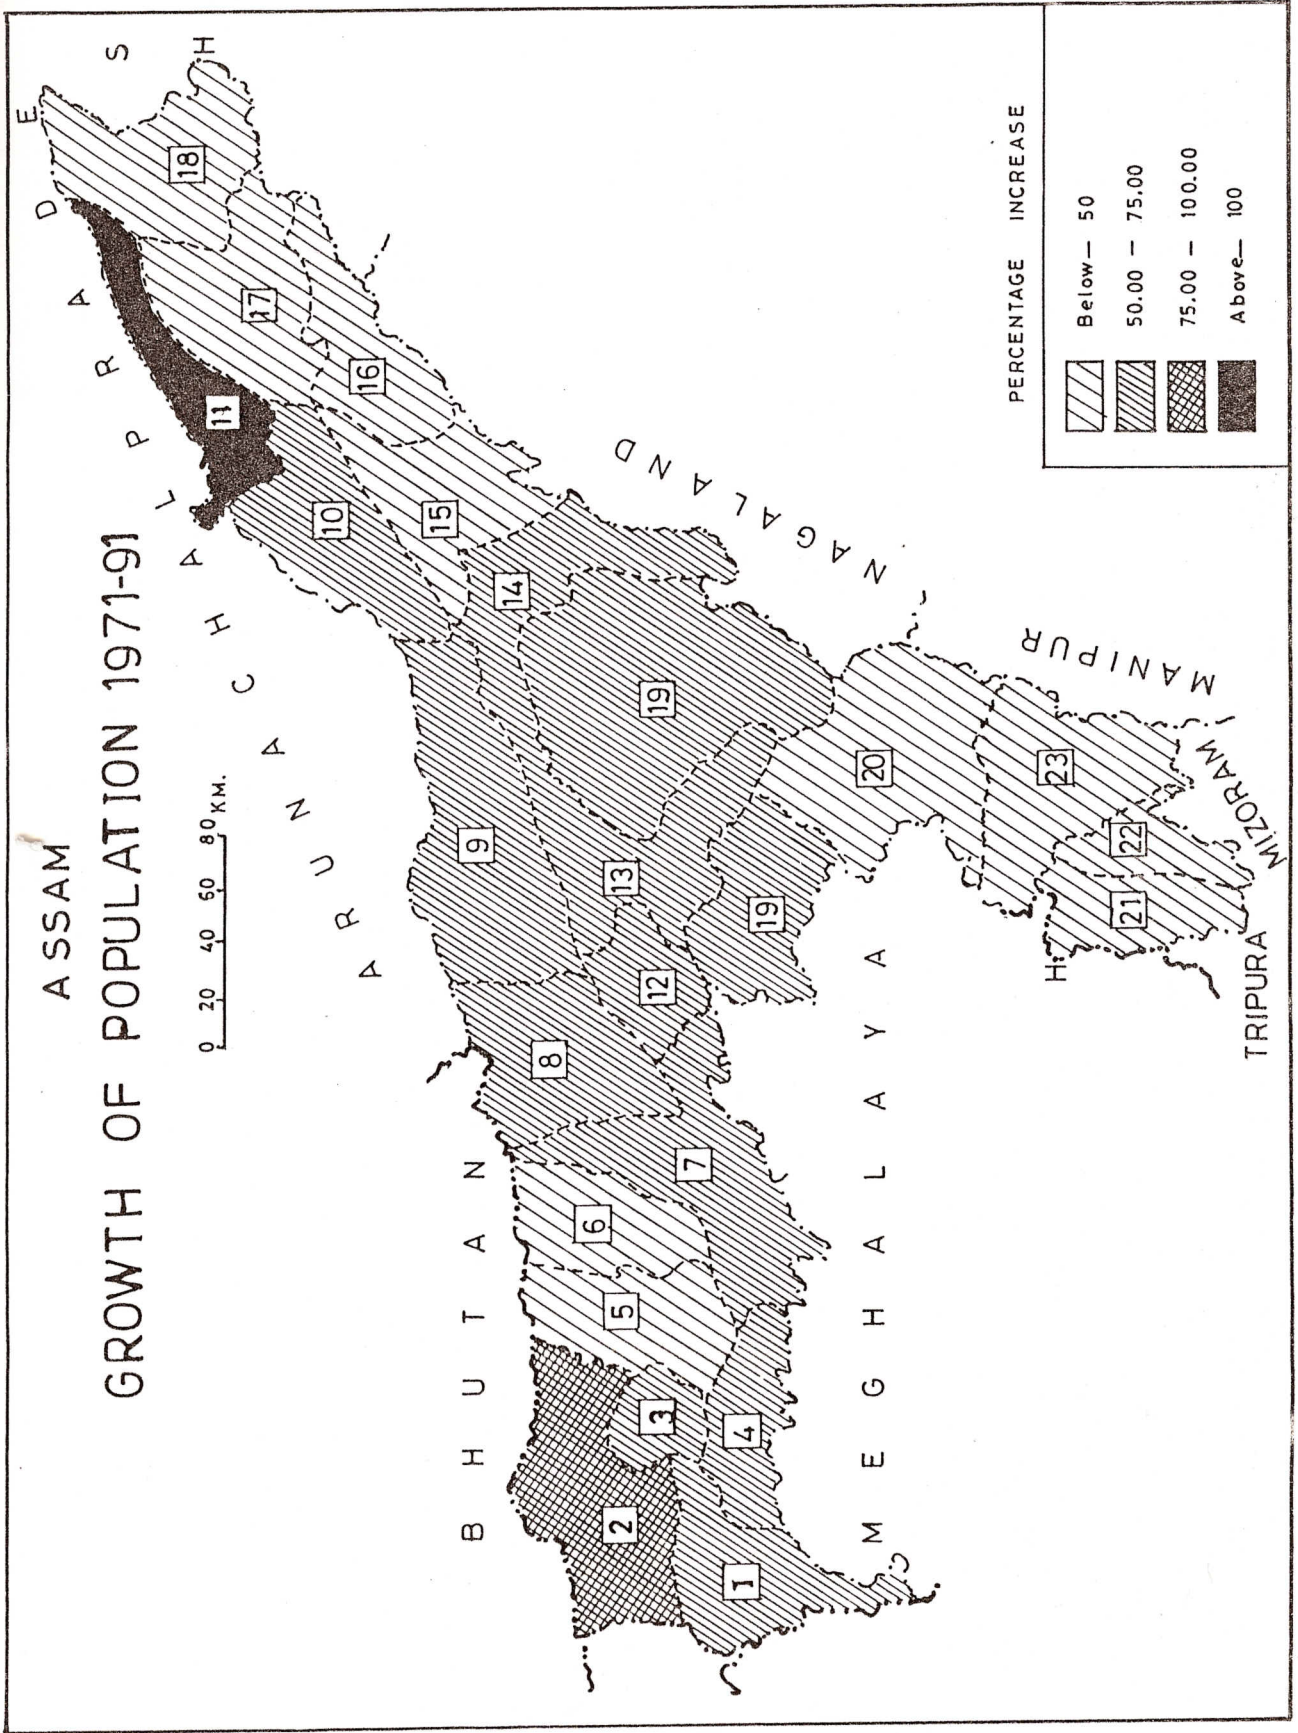 ASSAM
GROWTH OF POPULATION 1971-91
0 20 40 60 80 KM.
ARUNACHAL PRADESH
BHUTAN
NAGALAND
MANIPUR
MIZORAM
TRIPURA
MEGHALAYA
H
1
2
3
4
5
6
7
8
9
10
11
12
13
14
15
16
17
18
19
19
20
21
22
23
PERCENTAGE INCREASE
Below— 50
50.00 — 75.00
75.00 — 100.00
Above— 100